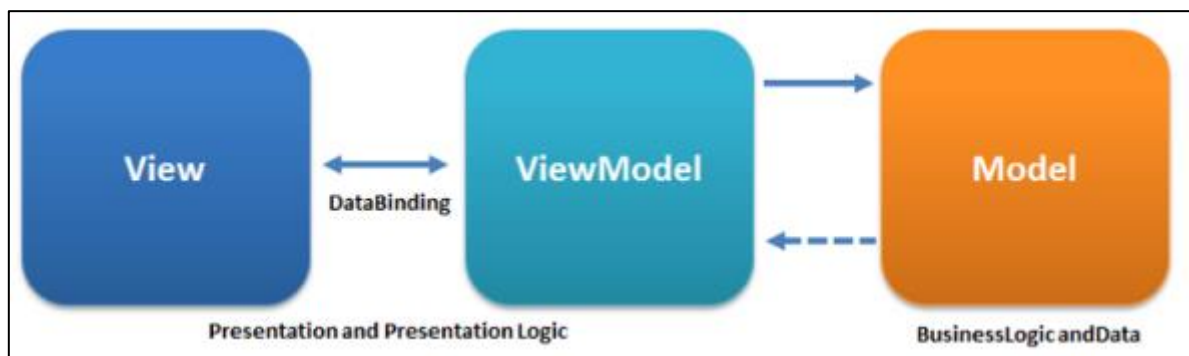 View
ViewModel
Model
DataBinding
Presentation and Presentation Logic
BusinessLogic andData